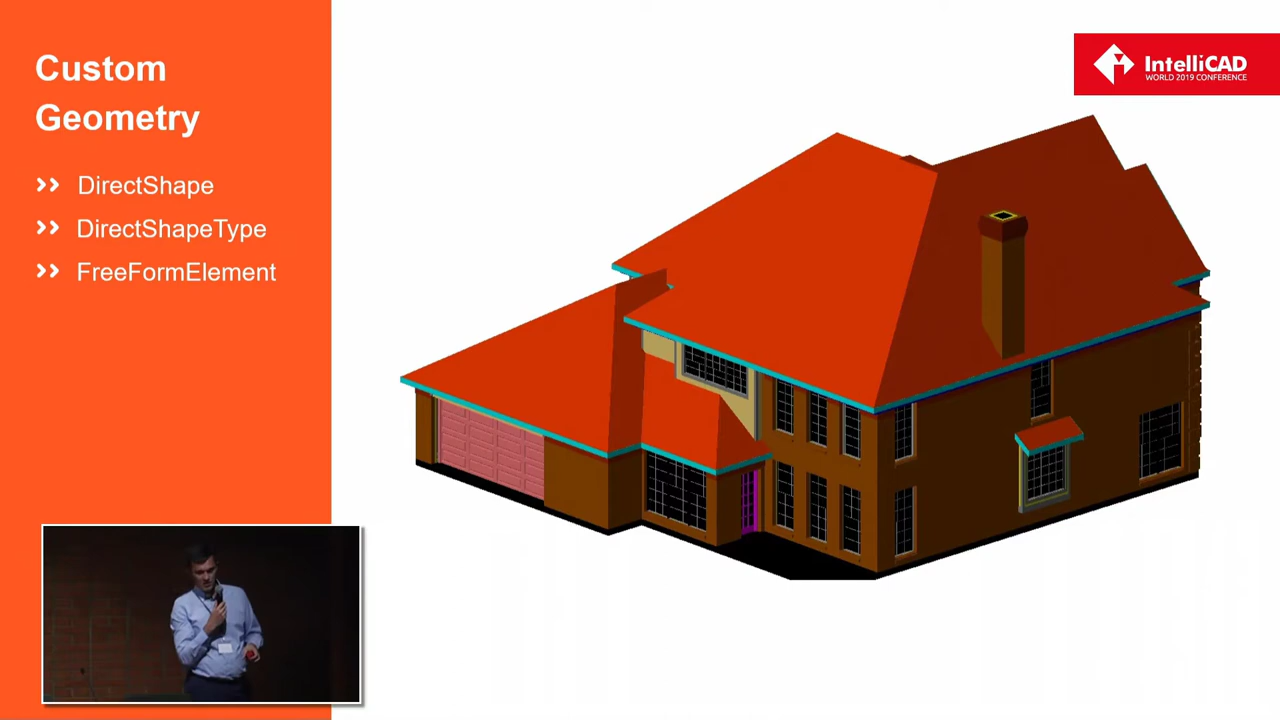 Custom
Geometry
DirectShape
DirectShapeType
FreeFormElement
IntelliCAD
WORLD 2019 CONFERENCE